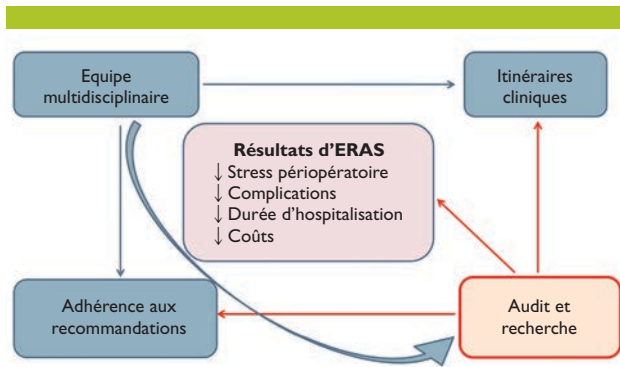 Equipe
multidisciplinaire
Itinéraires
cliniques
Résultats d'ERAS
↓ Stress périopératoire
↓ Complications
↓ Durée d'hospitalisation
↓ Coûts
Adhérence aux
recommandations
Audit et
recherche